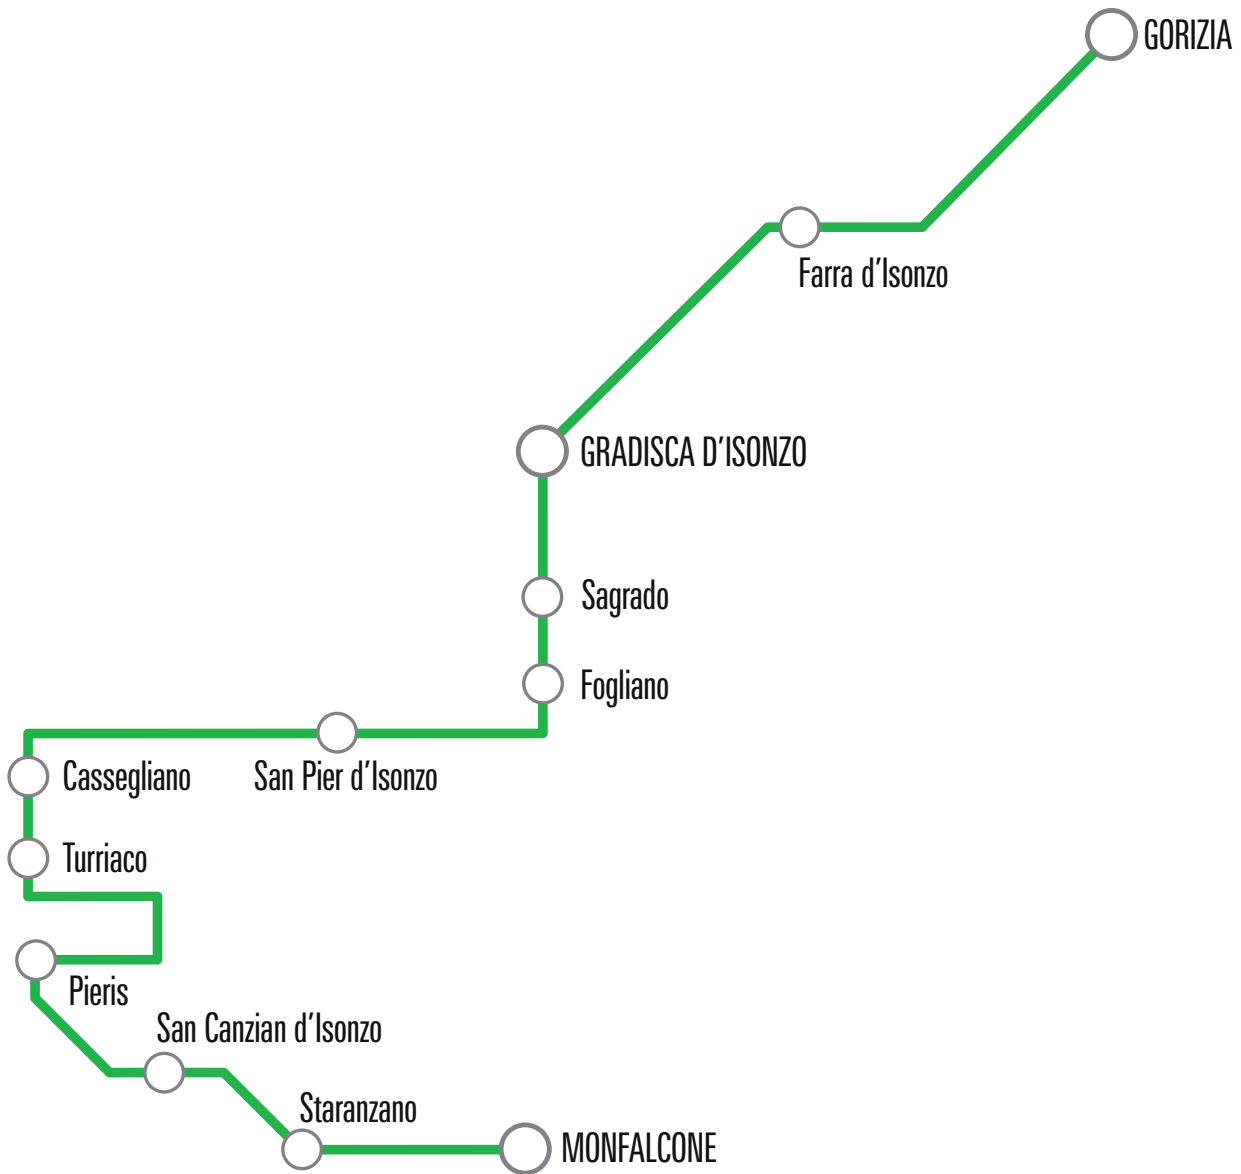 GORIZIA
Farra d'Isonzo
GRADISCA D'ISONZO
Sagrado
Fogliano
Cassegliano
San Pier d'Isonzo
Turriaco
Pieris
San Canzian d'Isonzo
Staranzano
MONFALCONE